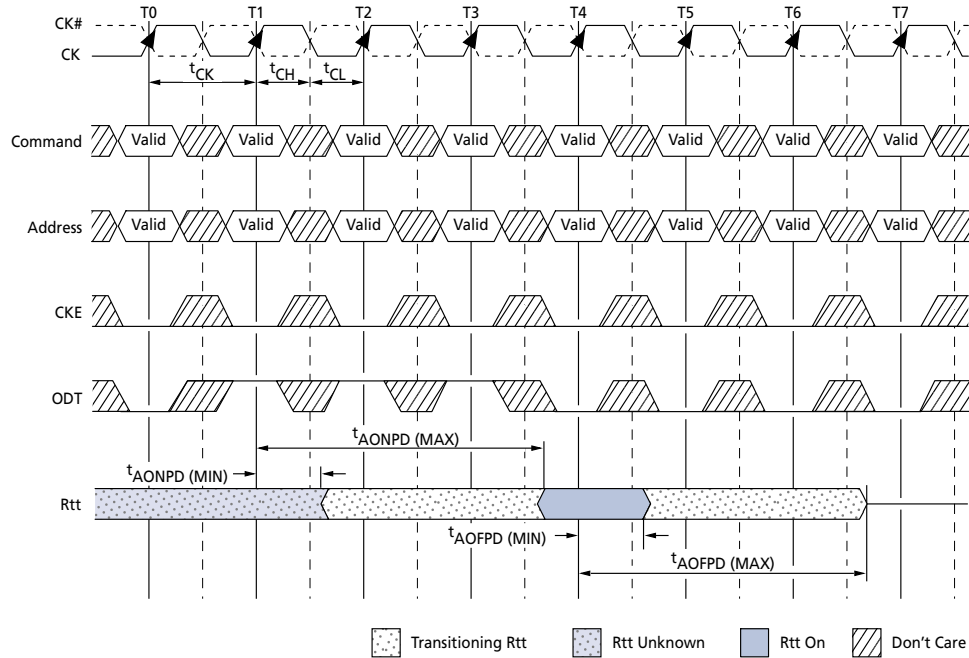 T0 T1 T2 T3 T4 T5 T6 T7
CK#
CK
tCK tCH tCL
Command Valid Valid Valid Valid Valid Valid Valid Valid
Address Valid Valid Valid Valid Valid Valid Valid Valid
CKE
ODT
tAONPD (MAX)
tAONPD (MIN)
Rtt
tAOFPD (MIN)
tAOFPD (MAX)
Transitioning Rtt Rtt Unknown Rtt On Don't Care